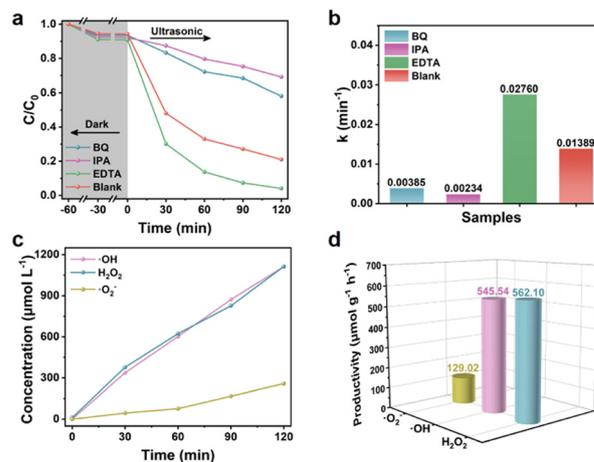 a
Ultrasonic
Dark
BQ
IPA
EDTA
Blank
C/C0
1.0
0.8
0.6
0.4
0.2
0.0
-60
-30
0
30
60
90
120
Time (min)
b
BQ
IPA
EDTA
Blank
k (min-1)
0.04
0.03
0.02
0.01
0.00
0.00385
0.00234
0.02760
0.01389
Samples
c
·OH
H2O2
·O2-
Concentration (μmol L-1)
1200
900
600
300
0
0
30
60
90
120
Time (min)
d
Productivity (μmol g-1 h-1)
700
600
500
400
300
200
100
0
129.02
545.54
562.10
·O2-
·OH
H2O2